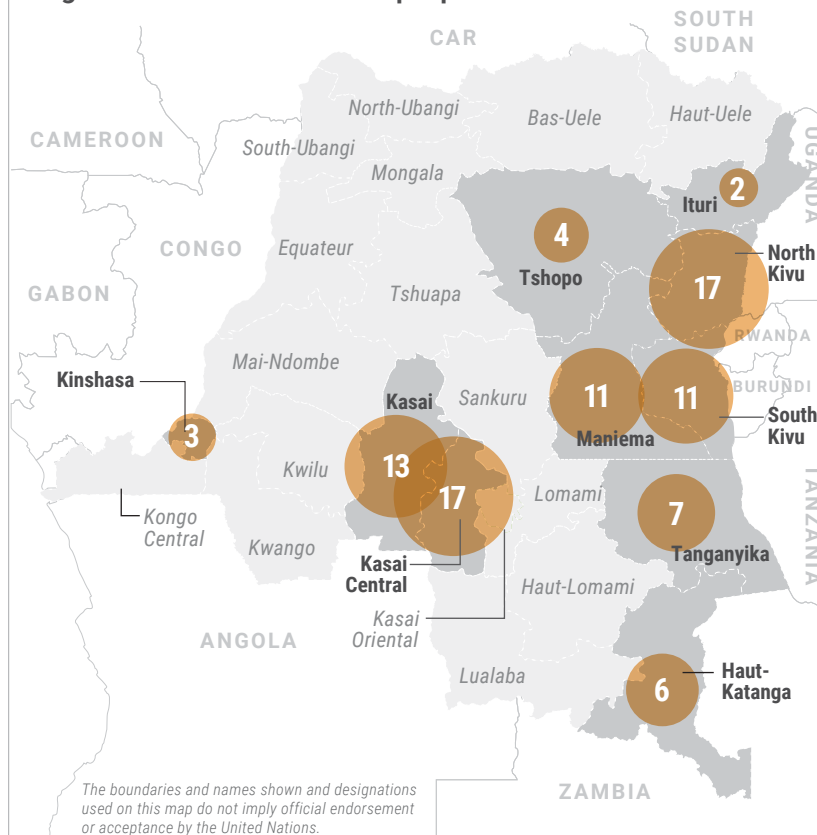 SOUTH
SUDAN
CAR
North-Ubangi
Bas-Uele
Haut-Uele
CAMEROON
South-Ubangi
UGANDA
Mongala
2
Ituri
4
CONGO
Equateur
North
Kivu
Tshopo
17
GABON
Tshuapa
RWANDA
Mai-Ndombe
Kinshasa
BURUNDI
Kasai
Sankuru
11
11
South
Kivu
Maniema
3
13
Kwilu
17
Lomami
7
TANZANIA
Kongo
Central
Kwango
Tanganyika
Kasai
Central
Haut-Lomami
Kasai
Oriental
ANGOLA
Lualaba
6
Haut-
Katanga
The boundaries and names shown and designations
used on this map do not imply official endorsement
or acceptance by the United Nations.
ZAMBIA